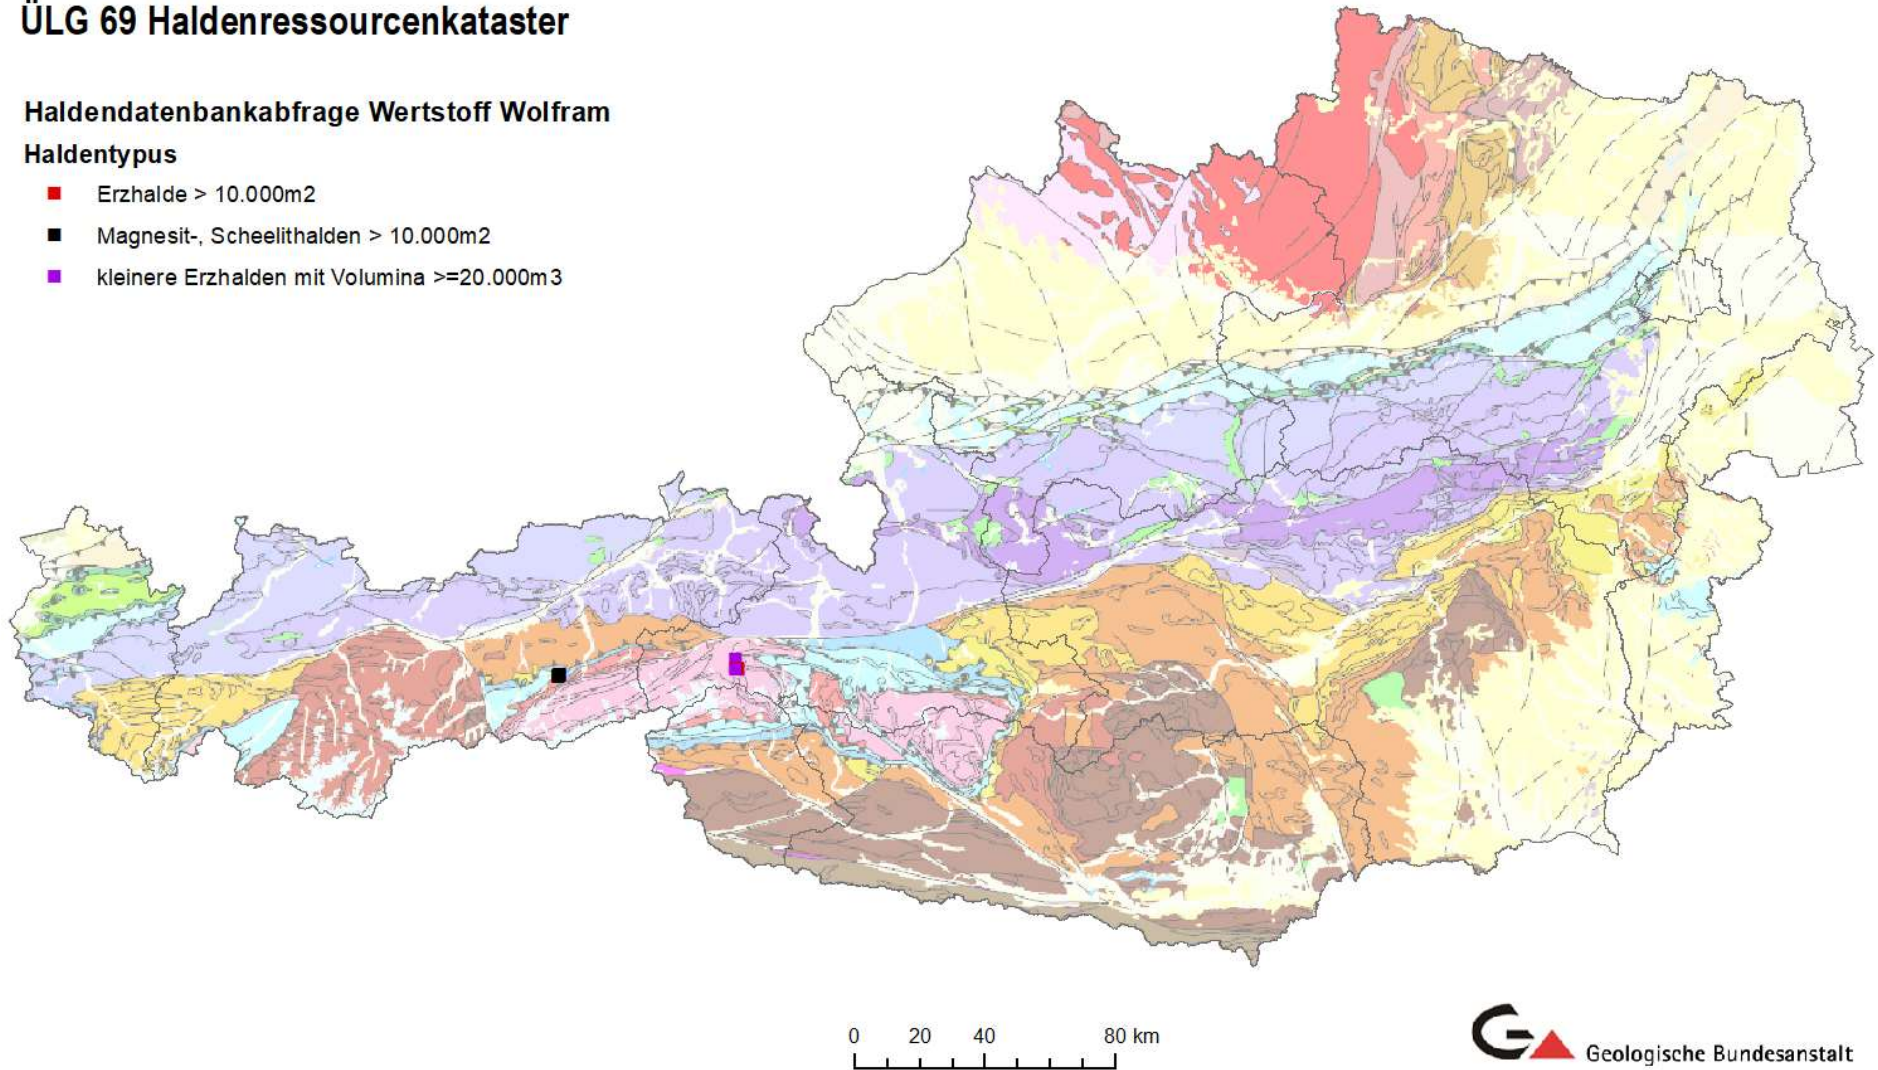 ÜLG 69 Haldenressourcenkataster
Haldendatenbankabfrage Wertstoff Wolfram
Haldentypus
Erzhalde > 10.000m2
Magnesit-, Scheelithalden > 10.000m2
kleinere Erzhalden mit Volumina >=20.000m3
0 20 40 80 km
Geologische Bundesanstalt